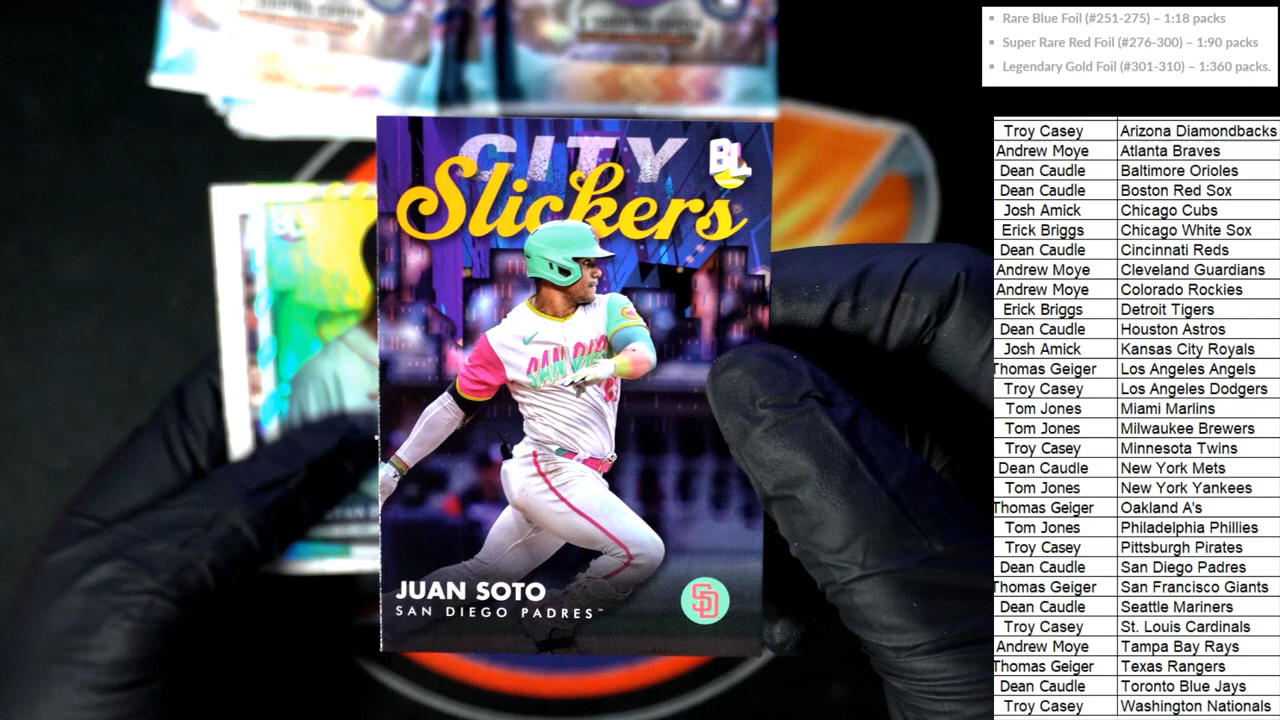 Rare Blue Foil (#251-275) – 1:18 packs
Super Rare Red Foil (#276-300) – 1:90 packs
Legendary Gold Foil (#301-310) – 1:360 packs.
CITY
BL
Slickers
SAN DIEGO
JUAN SOTO
SAN DIEGO PADRES™
SD
Troy Casey Arizona Diamondbacks
Andrew Moye Atlanta Braves
Dean Caudle Baltimore Orioles
Dean Caudle Boston Red Sox
Josh Amick Chicago Cubs
Erick Briggs Chicago White Sox
Dean Caudle Cincinnati Reds
Andrew Moye Cleveland Guardians
Andrew Moye Colorado Rockies
Erick Briggs Detroit Tigers
Dean Caudle Houston Astros
Josh Amick Kansas City Royals
Thomas Geiger Los Angeles Angels
Troy Casey Los Angeles Dodgers
Tom Jones Miami Marlins
Tom Jones Milwaukee Brewers
Troy Casey Minnesota Twins
Dean Caudle New York Mets
Tom Jones New York Yankees
Thomas Geiger Oakland A's
Tom Jones Philadelphia Phillies
Troy Casey Pittsburgh Pirates
Dean Caudle San Diego Padres
Thomas Geiger San Francisco Giants
Dean Caudle Seattle Mariners
Troy Casey St. Louis Cardinals
Andrew Moye Tampa Bay Rays
Thomas Geiger Texas Rangers
Dean Caudle Toronto Blue Jays
Troy Casey Washington Nationals